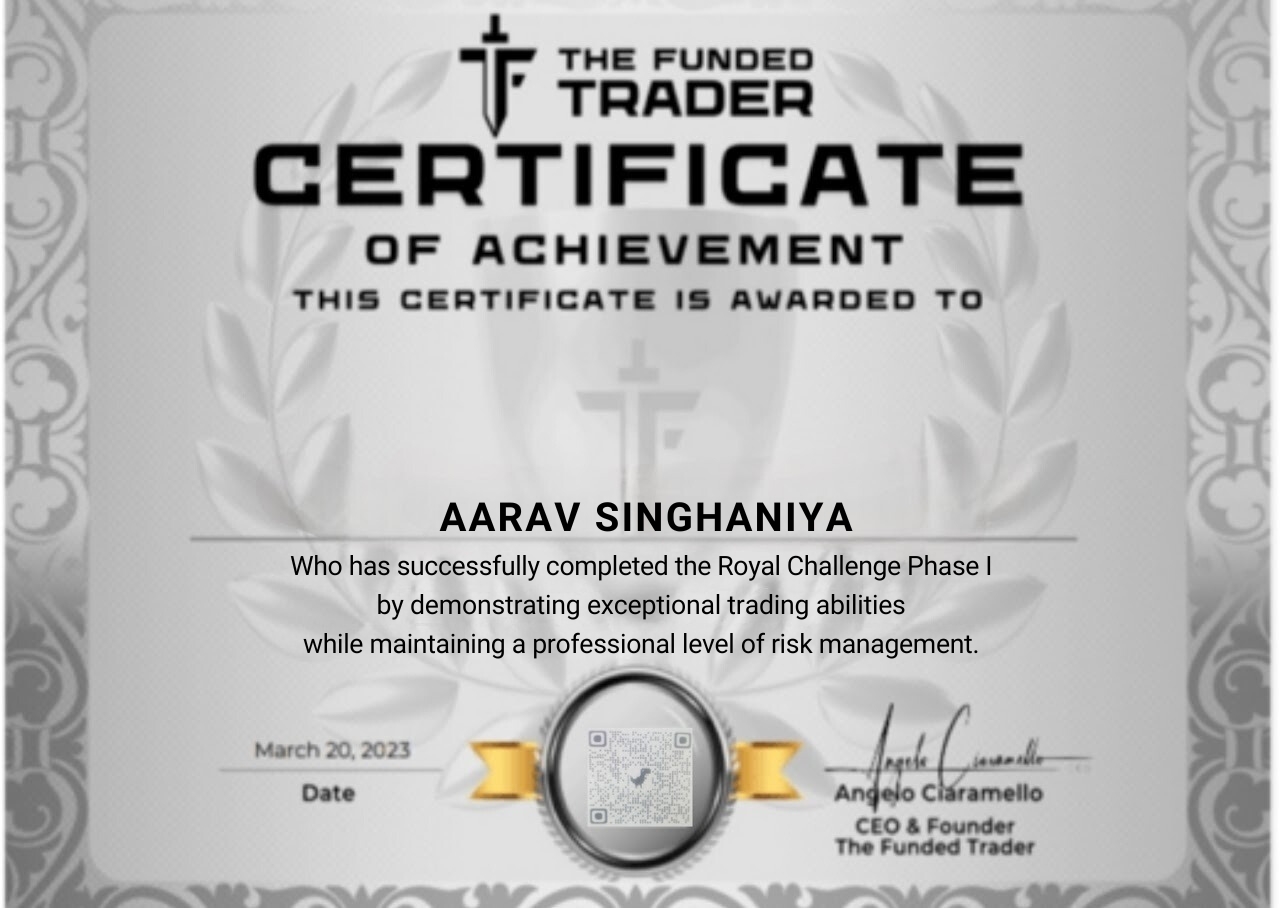 THE FUNDED
TRADER
CERTIFICATE
OF ACHIEVEMENT
THIS CERTIFICATE IS AWARDED TO
AARAV SINGHANIYA
Who has successfully completed the Royal Challenge Phase I
by demonstrating exceptional trading abilities
while maintaining a professional level of risk management.
March 20, 2023
Date
Angelo Ciaramello
Angelo Ciaramello
CEO & Founder
The Funded Trader